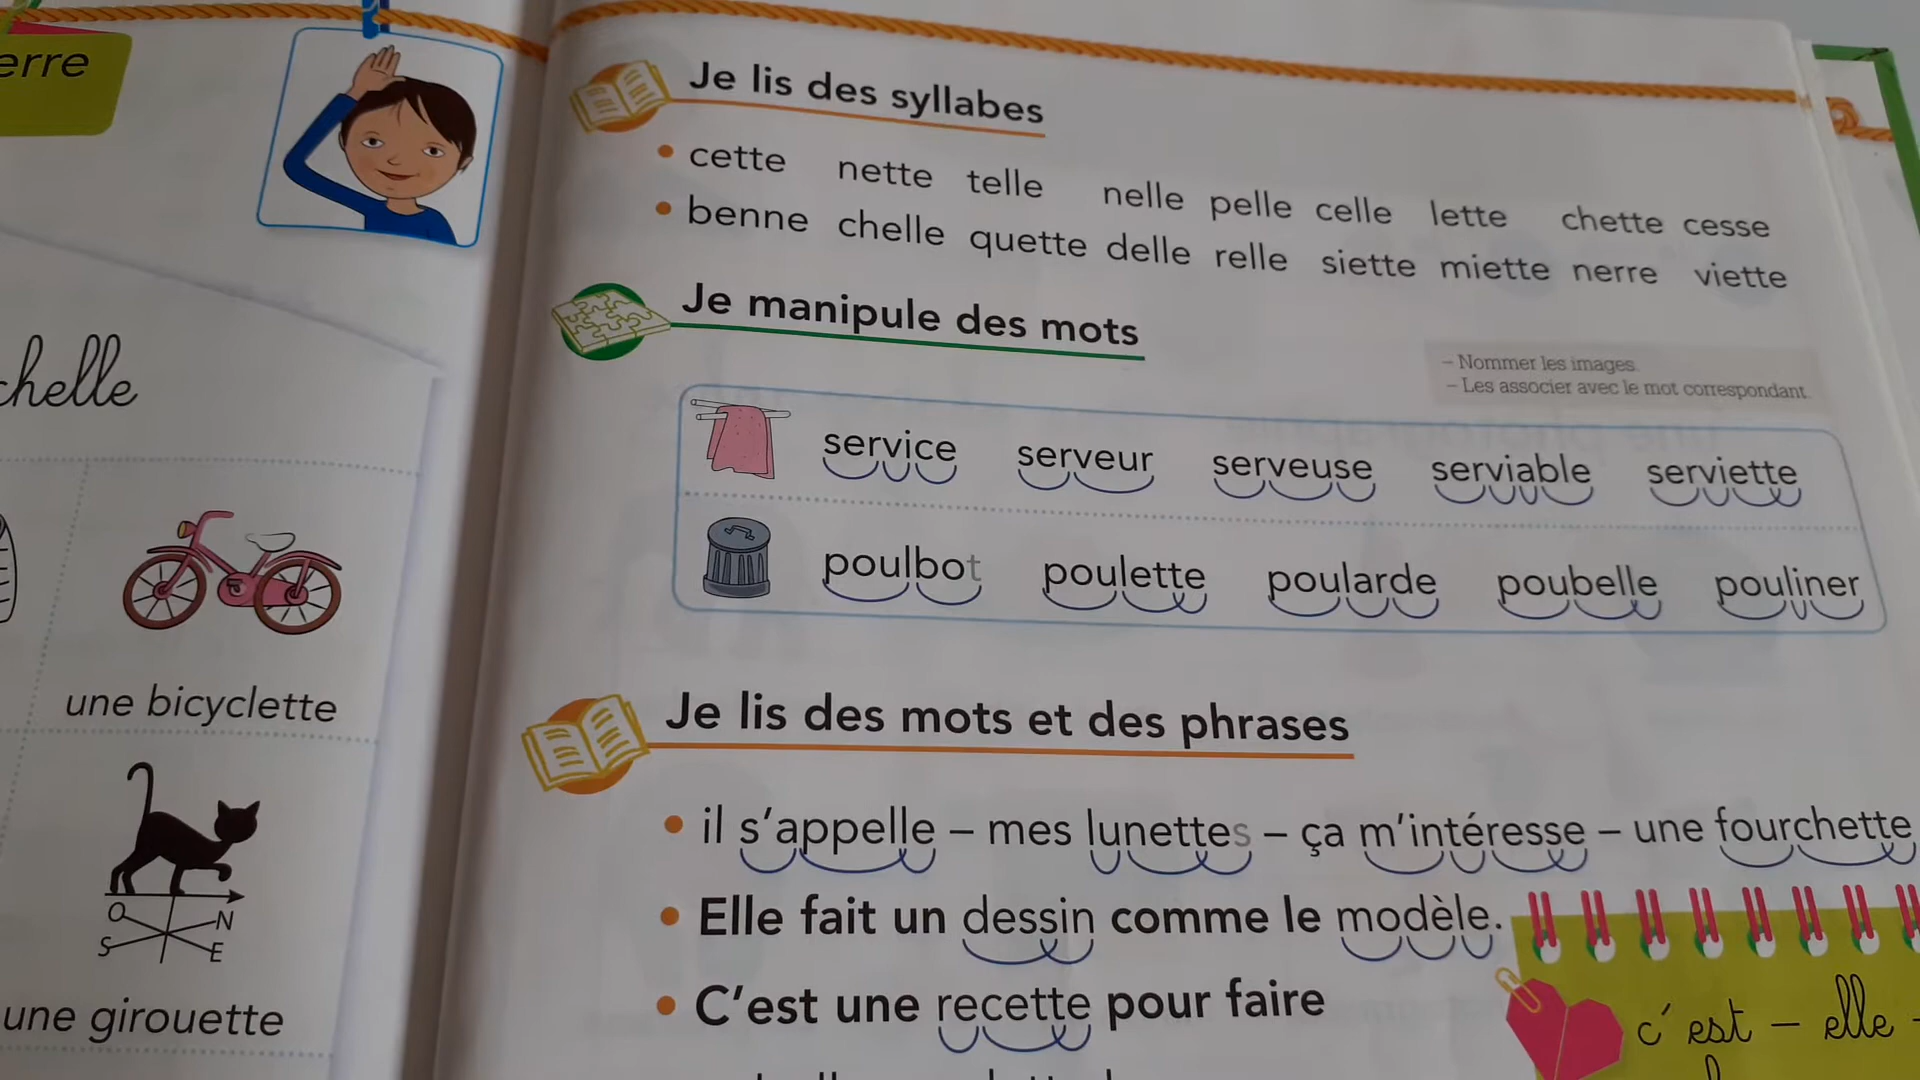 erre
chelle
une bicyclette
O N
S E
une girouette
Je lis des syllabes
• cette nette telle nelle pelle celle lette chette cesse
• benne chelle quette delle relle siette miette nerre viette
Je manipule des mots
– Nommer les images.
– Les associer avec le mot correspondant.
service serveur serveuse serviable serviette
poulbot poulette poularde poubelle pouliner
Je lis des mots et des phrases
• il s'appelle – mes lunettes – ça m'intéresse – une fourchette
• Elle fait un dessin comme le modèle.
• C'est une recette pour faire
c'est – elle –